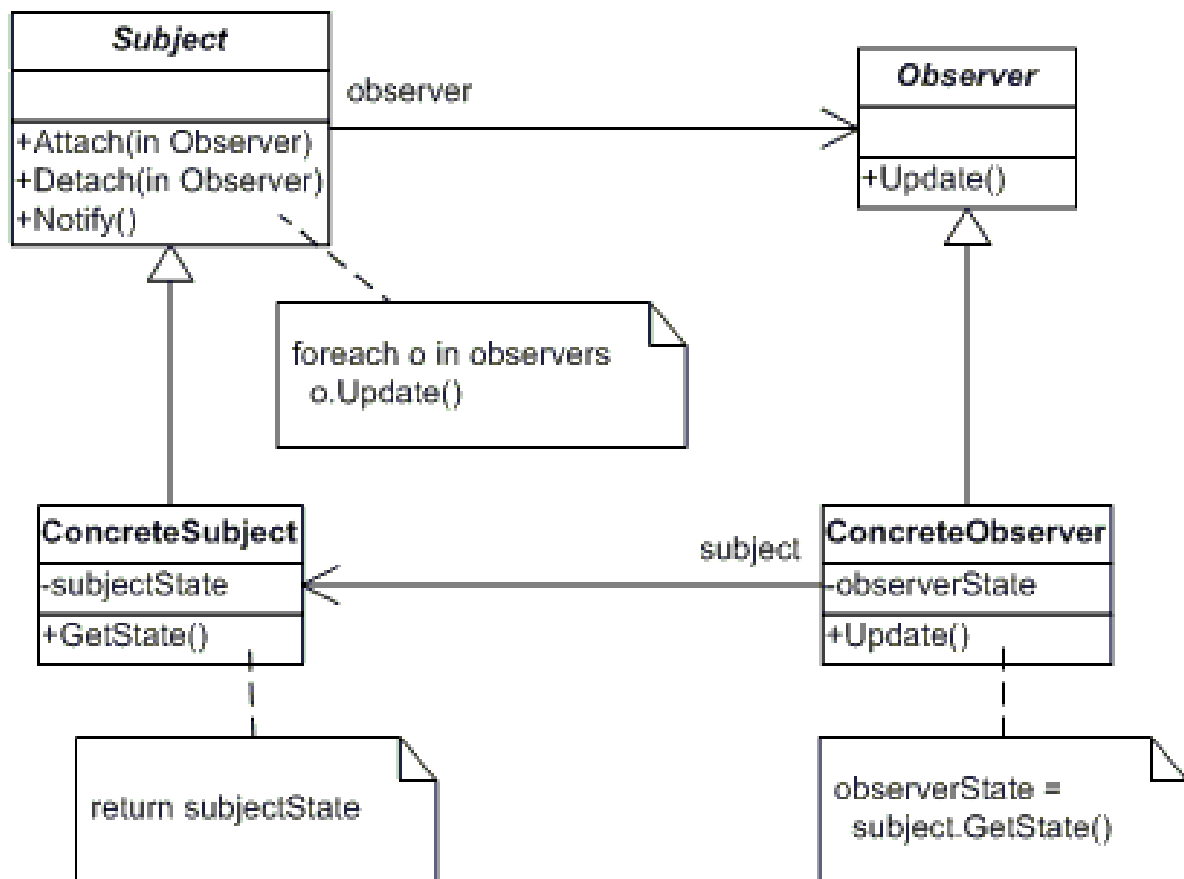 Subject
+Attach(in Observer)
+Detach(in Observer)
+Notify()
observer
Observer
+Update()
foreach o in observers
o.Update()
ConcreteSubject
-subjectState
+GetState()
subject
ConcreteObserver
-observerState
+Update()
return subjectState
observerState =
subject.GetState()